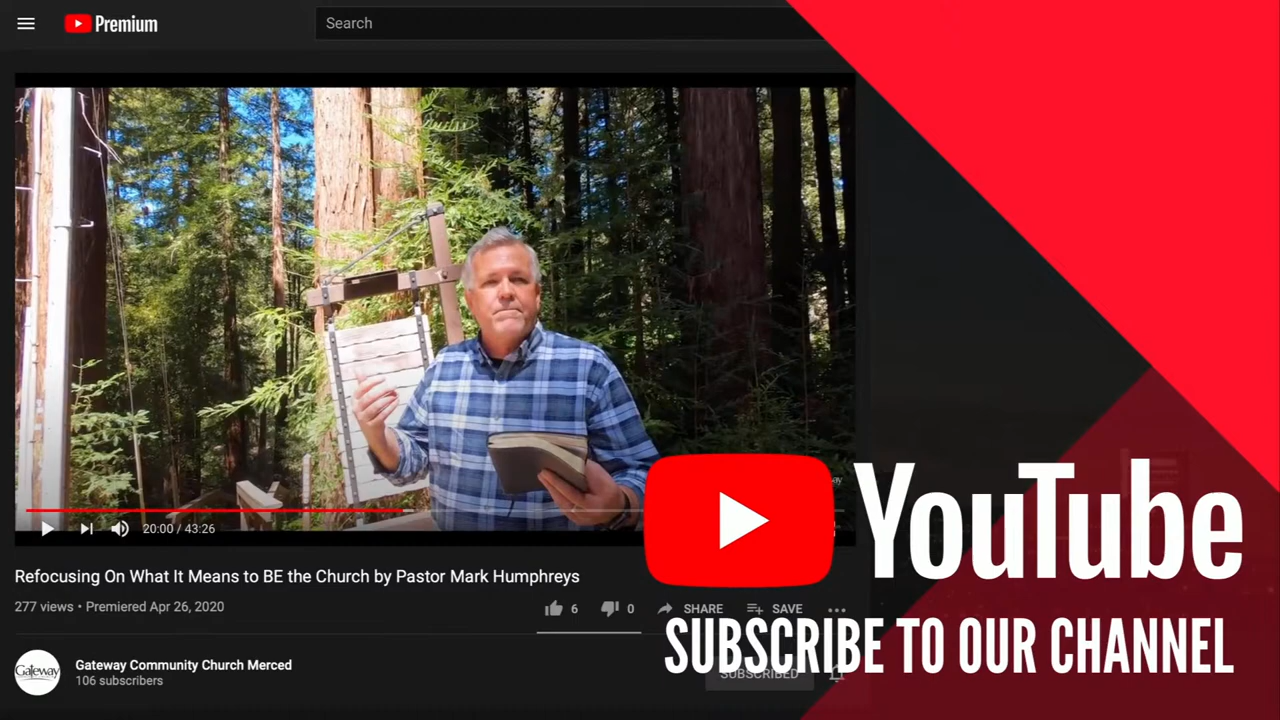 Premium
Search
20:00 / 43:26
Refocusing On What It Means to BE the Church by Pastor Mark Humphreys
277 views • Premiered Apr 26, 2020
6
0
SHARE
SAVE
Gateway
Gateway Community Church Merced
106 subscribers
SUBSCRIBED
YouTube
SUBSCRIBE TO OUR CHANNEL